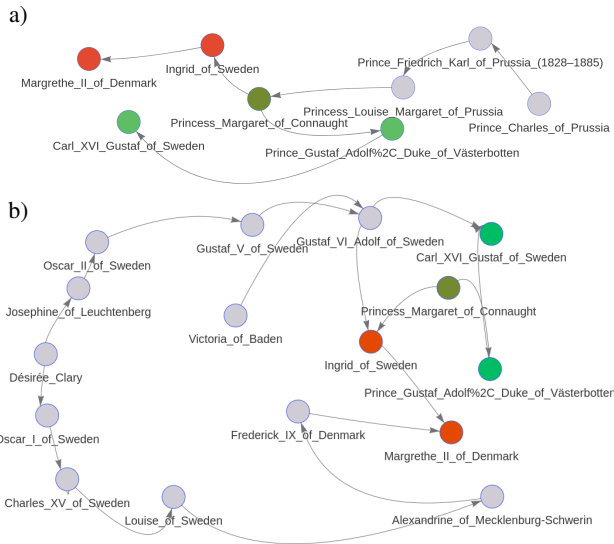 a)
Prince_Friedrich_Karl_of_Prussia_(1828–1885)
Ingrid_of_Sweden
Margrethe_II_of_Denmark
Princess_Louise_Margaret_of_Prussia
Princess_Margaret_of_Connaught
Prince_Charles_of_Prussia
Carl_XVI_Gustaf_of_Sweden
Prince_Gustaf_Adolf%2C_Duke_of_Västerbotten
b)
Gustaf_V_of_Sweden
Gustaf_VI_Adolf_of_Sweden
Carl_XVI_Gustaf_of_Sweden
Oscar_II_of_Sweden
Josephine_of_Leuchtenberg
Princess_Margaret_of_Connaught
Victoria_of_Baden
Ingrid_of_Sweden
Désirée_Clary
Prince_Gustaf_Adolf%2C_Duke_of_Västerbotten
Oscar_I_of_Sweden
Frederick_IX_of_Denmark
Margrethe_II_of_Denmark
Charles_XV_of_Sweden
Louise_of_Sweden
Alexandrine_of_Mecklenburg-Schwerin